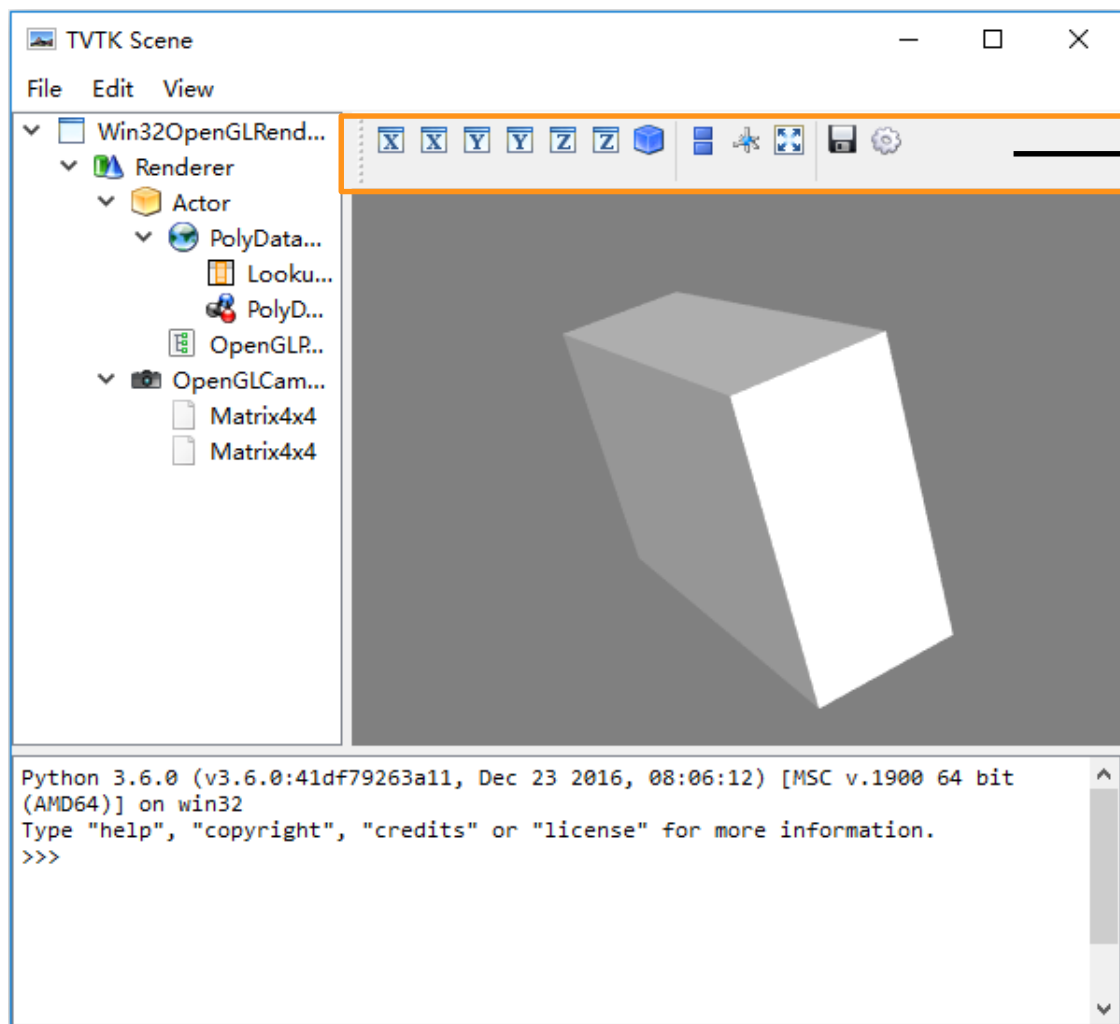 TVTK Scene
File Edit View
Win32OpenGLRend...
Renderer
Actor
PolyData...
Looku...
PolyD...
OpenGLP...
OpenGLCam...
Matrix4x4
Matrix4x4
X X Y Y Z Z
Python 3.6.0 (v3.6.0:41df79263a11, Dec 23 2016, 08:06:12) [MSC v.1900 64 bit
(AMD64)] on win32
Type "help", "copyright", "credits" or "license" for more information.
>>>